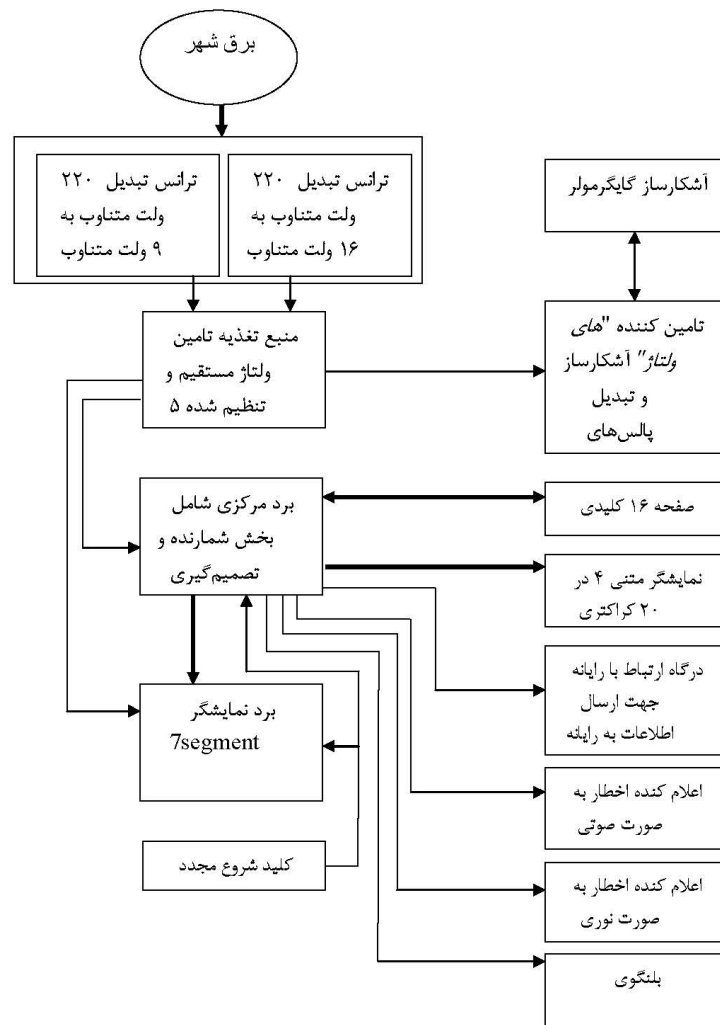 برق شهر
ترانس تبدیل ۲۲۰
ولت متناوب به
۱۶ ولت متناوب
ترانس تبدیل ۲۲۰
ولت متناوب به
۹ ولت متناوب
آشکارساز گایگرمولر
منبع تغذیه تامین
ولتاژ مستقیم و
تنظیم شده ۵
تامین کننده "های
ولتاژ" آشکارساز
و تبدیل
پالس‌های
برد مرکزی شامل
بخش شمارنده و
تصمیم‌گیری
صفحه ۱۶ کلیدی
نمایشگر متنی ۴ در
۲۰ کراکتری
درگاه ارتباط با رایانه
جهت ارسال
اطلاعات به رایانه
برد نمایشگر
7segment
اعلام کننده اخطار به
صورت صوتی
کلید شروع مجدد
اعلام کننده اخطار به
صورت نوری
بلنگوی